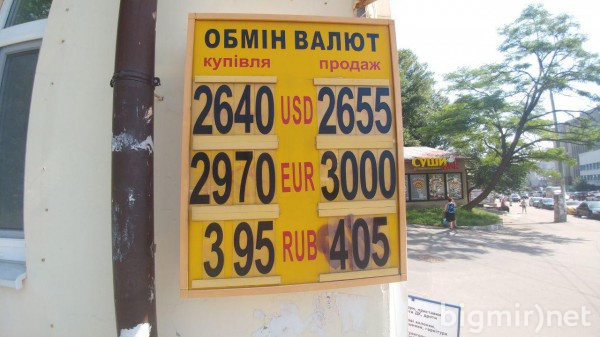 ОБМІН ВАЛЮТ
купівля продаж
2640 USD 2655
2970 EUR 3000
395 RUB 405
СУШИ
bigmir)net